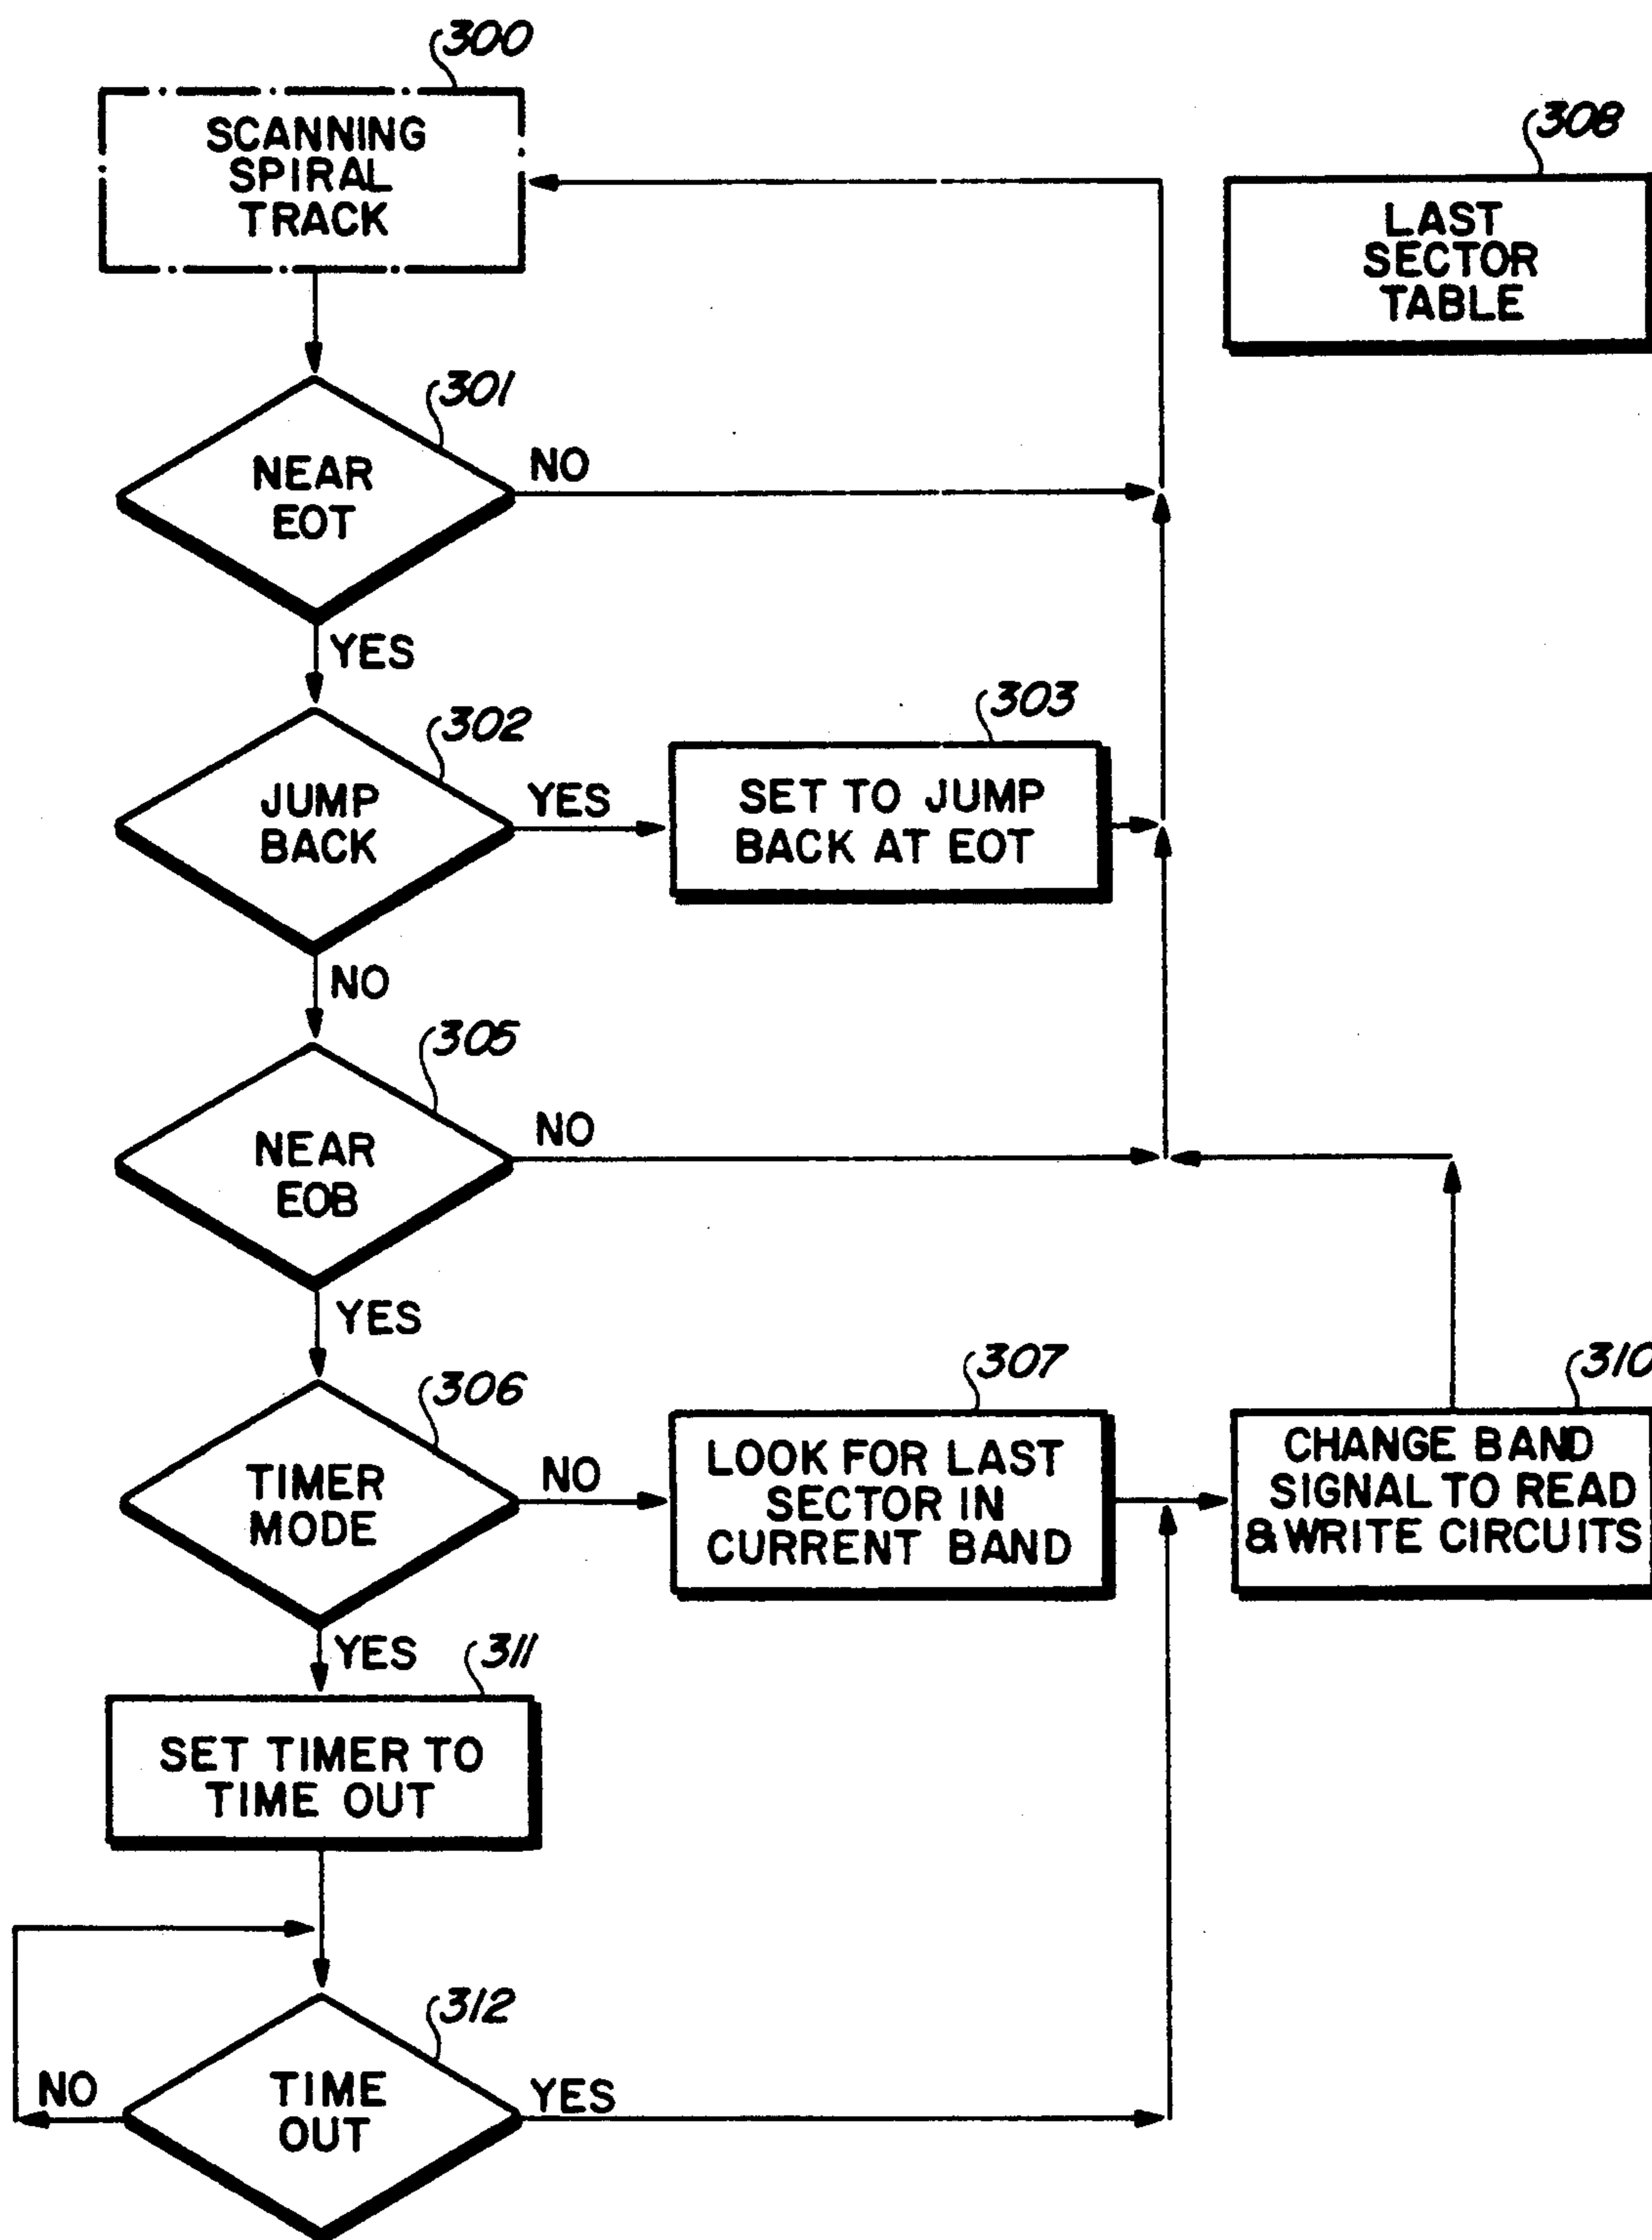 300
SCANNING
SPIRAL
TRACK
308
LAST
SECTOR
TABLE
301
NEAR
EOT
NO
YES
302
JUMP
BACK
YES
303
SET TO JUMP
BACK AT EOT
NO
305
NEAR
EOB
NO
YES
306
TIMER
MODE
NO
307
LOOK FOR LAST
SECTOR IN
CURRENT BAND
310
CHANGE BAND
SIGNAL TO READ
& WRITE CIRCUITS
YES
311
SET TIMER TO
TIME OUT
312
TIME
OUT
NO
YES